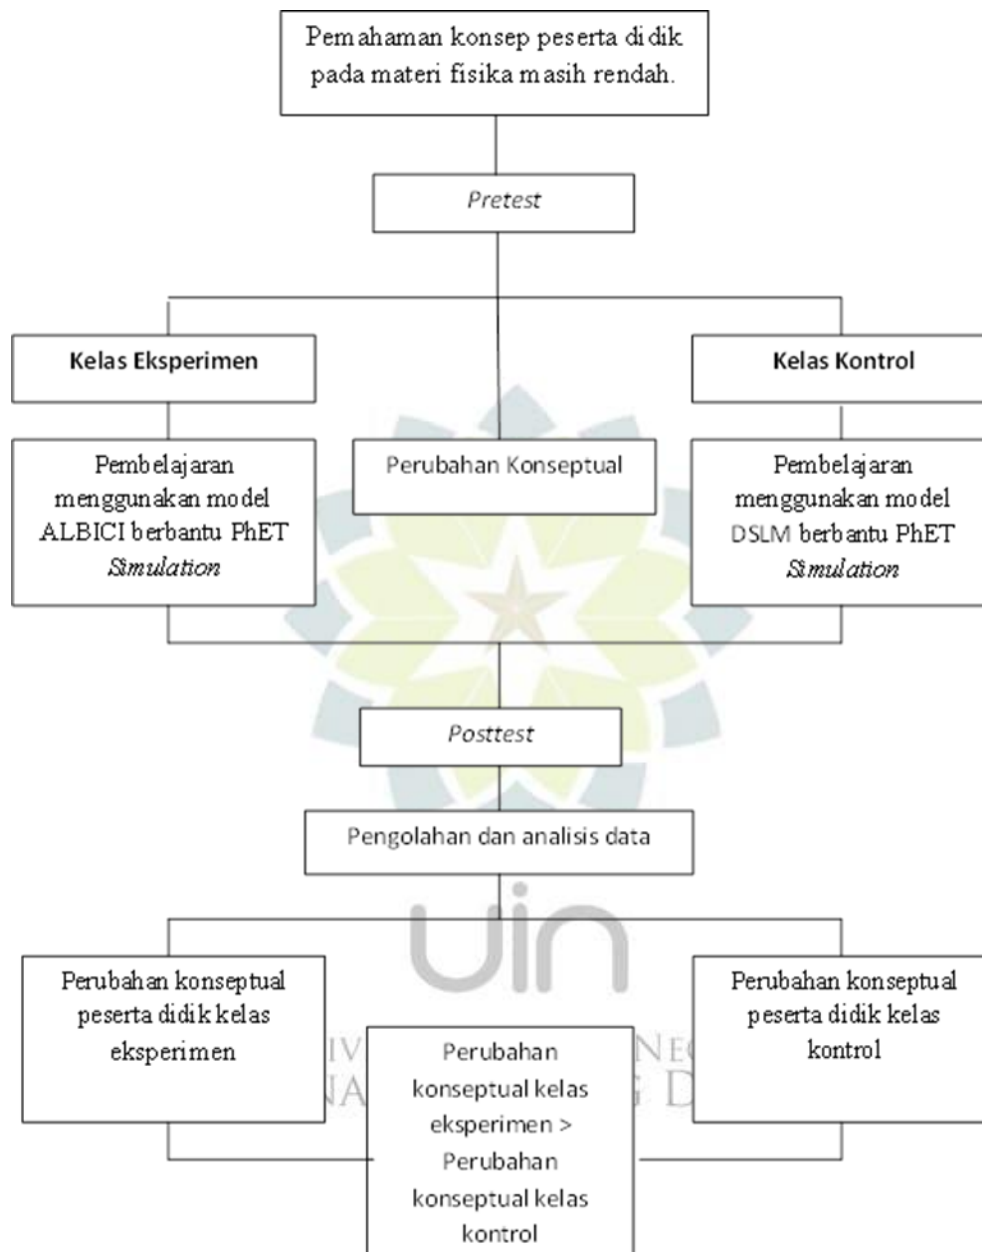 Pemahaman konsep peserta didik
pada materi fisika masih rendah.
Pretest
Kelas Eksperimen
Kelas Kontrol
Pembelajaran
menggunakan model
ALBICI berbantu PhET
Simulation
Perubahan Konseptual
Pembelajaran
menggunakan model
DSLM berbantu PhET
Simulation
Posttest
Pengolahan dan analisis data
uin
Perubahan konseptual
peserta didik kelas
eksperimen
Perubahan konseptual
peserta didik kelas
kontrol
Perubahan
konseptual kelas
eksperimen >
Perubahan
konseptual kelas
kontrol